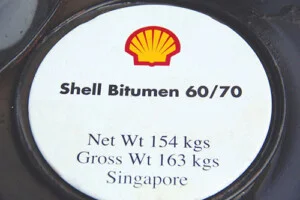 Shell Bitumen 60/70
Net Wt 154 kgs
Gross Wt 163 kgs
Singapore